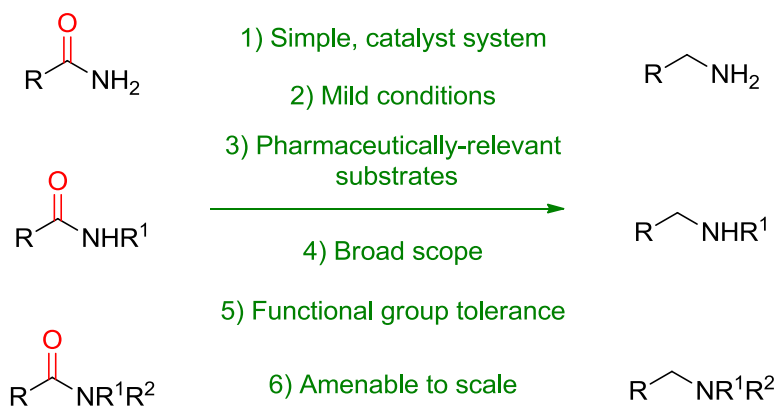 O
R NH₂
1) Simple, catalyst system
R NH₂
2) Mild conditions
3) Pharmaceutically-relevant
substrates
O
R NHR¹
R NHR¹
4) Broad scope
5) Functional group tolerance
O
R NR¹R²
6) Amenable to scale
R NR¹R²